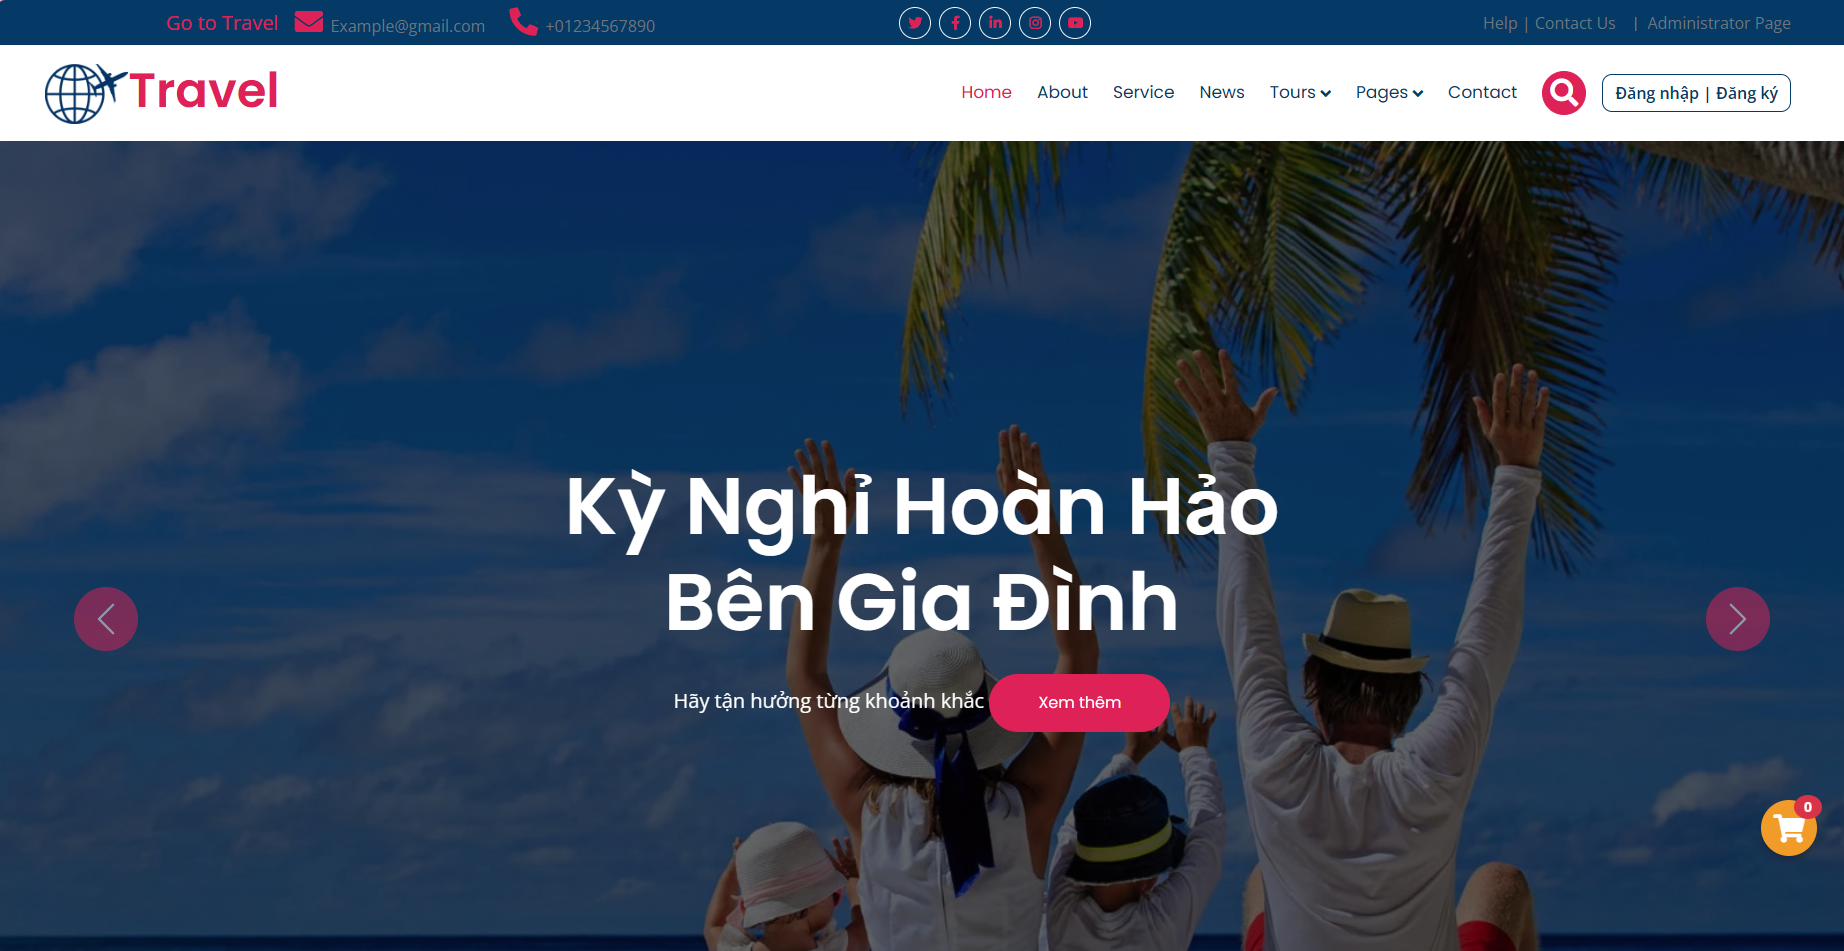 Go to Travel Example@gmail.com +01234567890 Help | Contact Us | Administrator Page
Travel Home About Service News Tours Pages Contact Đăng nhập | Đăng ký
Kỳ Nghỉ Hoàn Hảo
Bên Gia Đình
Hãy tận hưởng từng khoảnh khắc Xem thêm
0